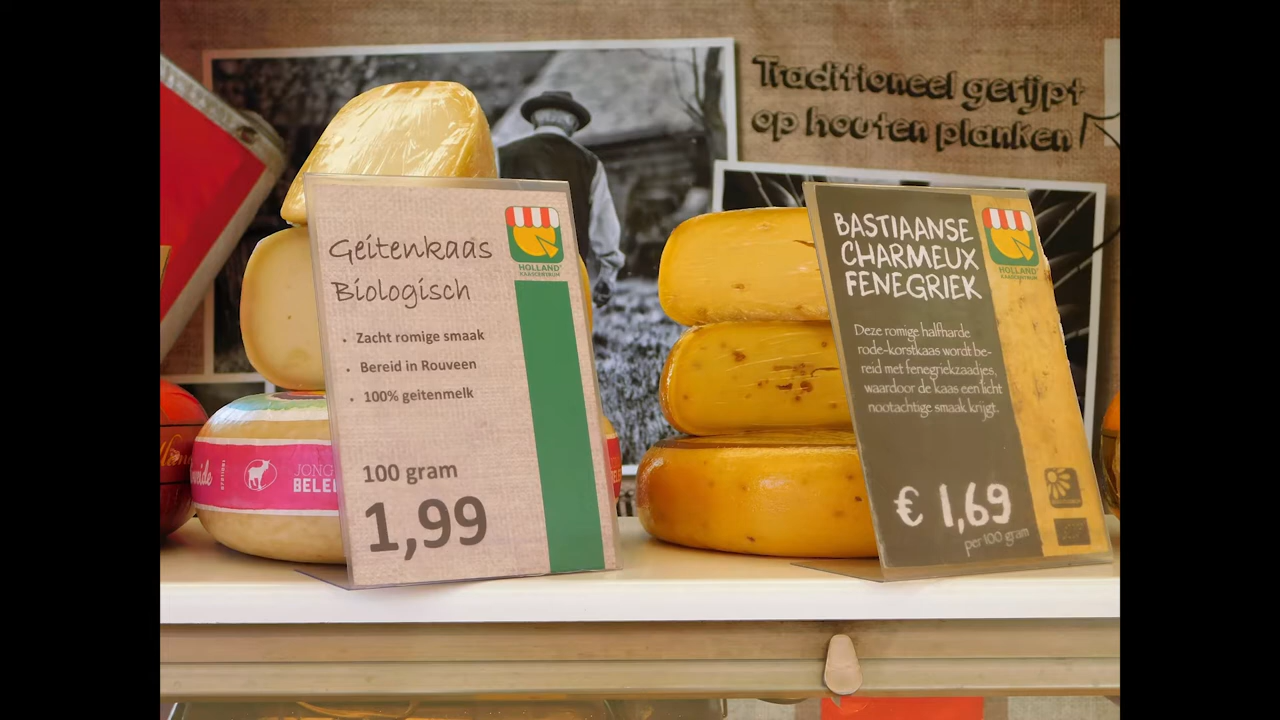 Traditioneel gerijpt
op houten planken
Geitenkaas
Biologisch
HOLLAND
KAASCENTRUM
• Zacht romige smaak
• Bereid in Rouveen
• 100% geitenmelk
100 gram
1,99
JONG
BELE
BASTIAANSE
CHARMEUX
FENEGRIEK
HOLLAND
KAASCENTRUM
Deze romige halfharde
rode-korstkaas wordt be-
reid met fenegriekzaadjes,
waardoor de kaas een licht
nootachtige smaak krijgt.
€ 1,69
per 100 gram